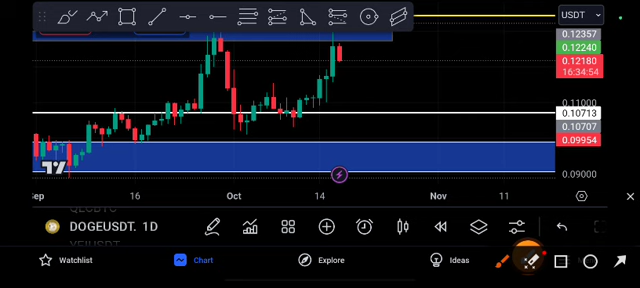 USDT
0.12357
0.12240
0.12180
16:34:54
0.11000
0.10713
0.10707
0.09954
0.09000
Sep 16 Oct 14 Nov 11
DOGEUSDT. 1D
Watchlist Chart Explore Ideas